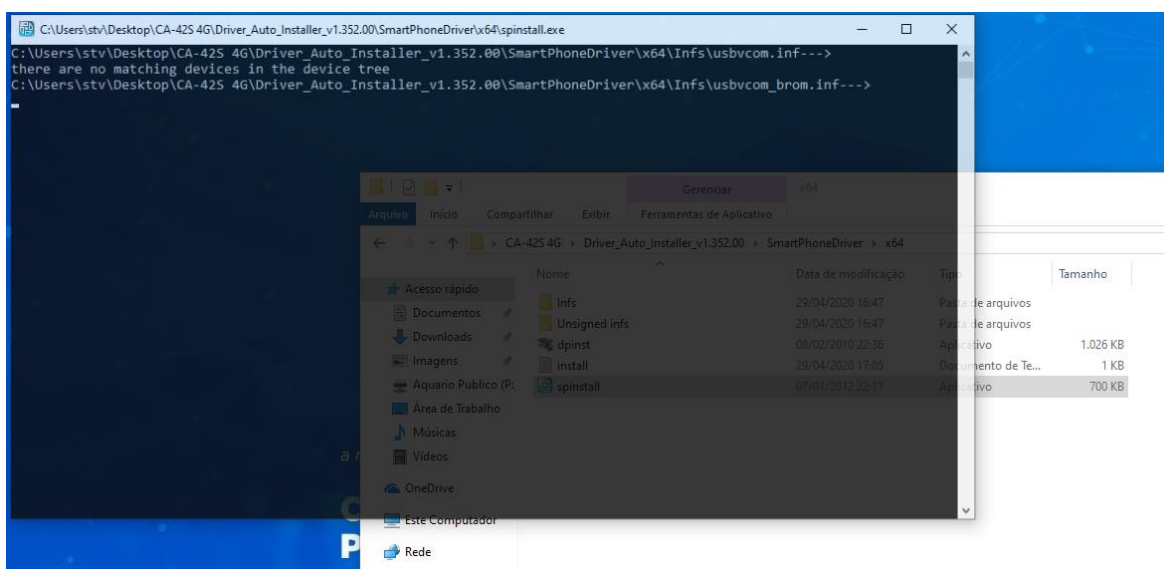 C:\Users\stv\Desktop\CA-42S 4G\Driver_Auto_Installer_v1.352.00\SmartPhoneDriver\x64\spinstall.exe
C:\Users\stv\Desktop\CA-42S 4G\Driver_Auto_Installer_v1.352.00\SmartPhoneDriver\x64\Infs\usbvcom.inf--->
there are no matching devices in the device tree
C:\Users\stv\Desktop\CA-42S 4G\Driver_Auto_Installer_v1.352.00\SmartPhoneDriver\x64\Infs\usbvcom_brom.inf--->
Gerenciar x64
Arquivo Início Compartilhar Exibir Ferramentas de Aplicativo
CA-42S 4G › Driver_Auto_Installer_v1.352.00 › SmartPhoneDriver › x64
Nome Data de modificação Tipo Tamanho
Acesso rápido
Infs 29/04/2020 16:47 Pasta de arquivos
Documentos
Unsigned infs 29/04/2020 16:47 Pasta de arquivos
Downloads
dpinst 08/02/2010 22:36 Aplicativo 1.026 KB
Imagens
install 29/04/2020 17:05 Documento de Te... 1 KB
Aquario Publico (P:
spinstall 07/01/2012 22:17 Aplicativo 700 KB
Área de Trabalho
Músicas
Vídeos
OneDrive
Este Computador
Rede